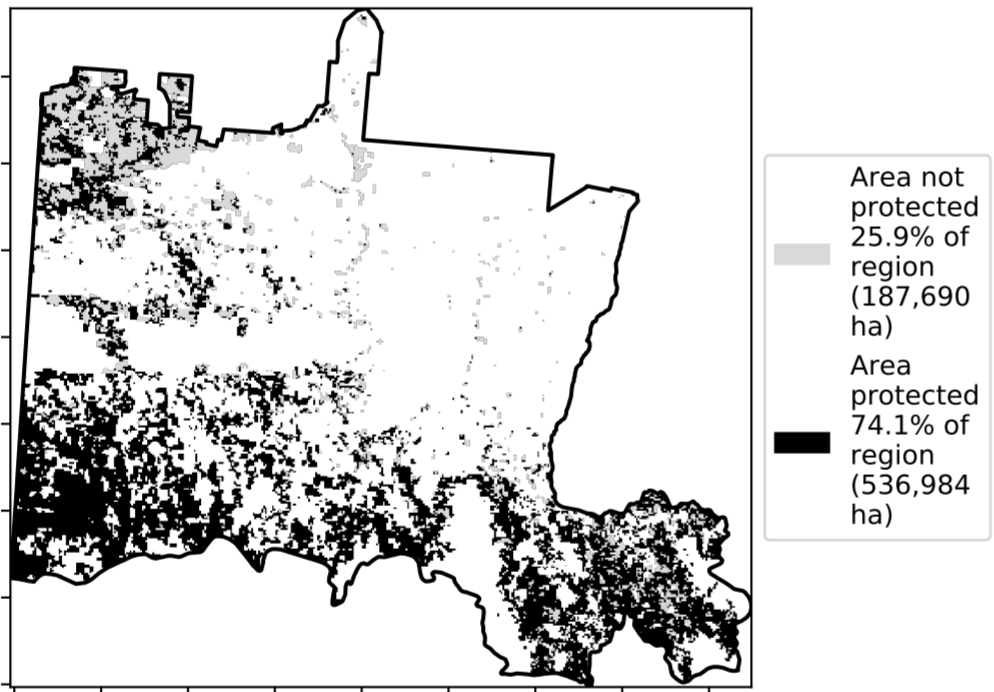 Area not
protected
25.9% of
region
(187,690
ha)
Area
protected
74.1% of
region
(536,984
ha)